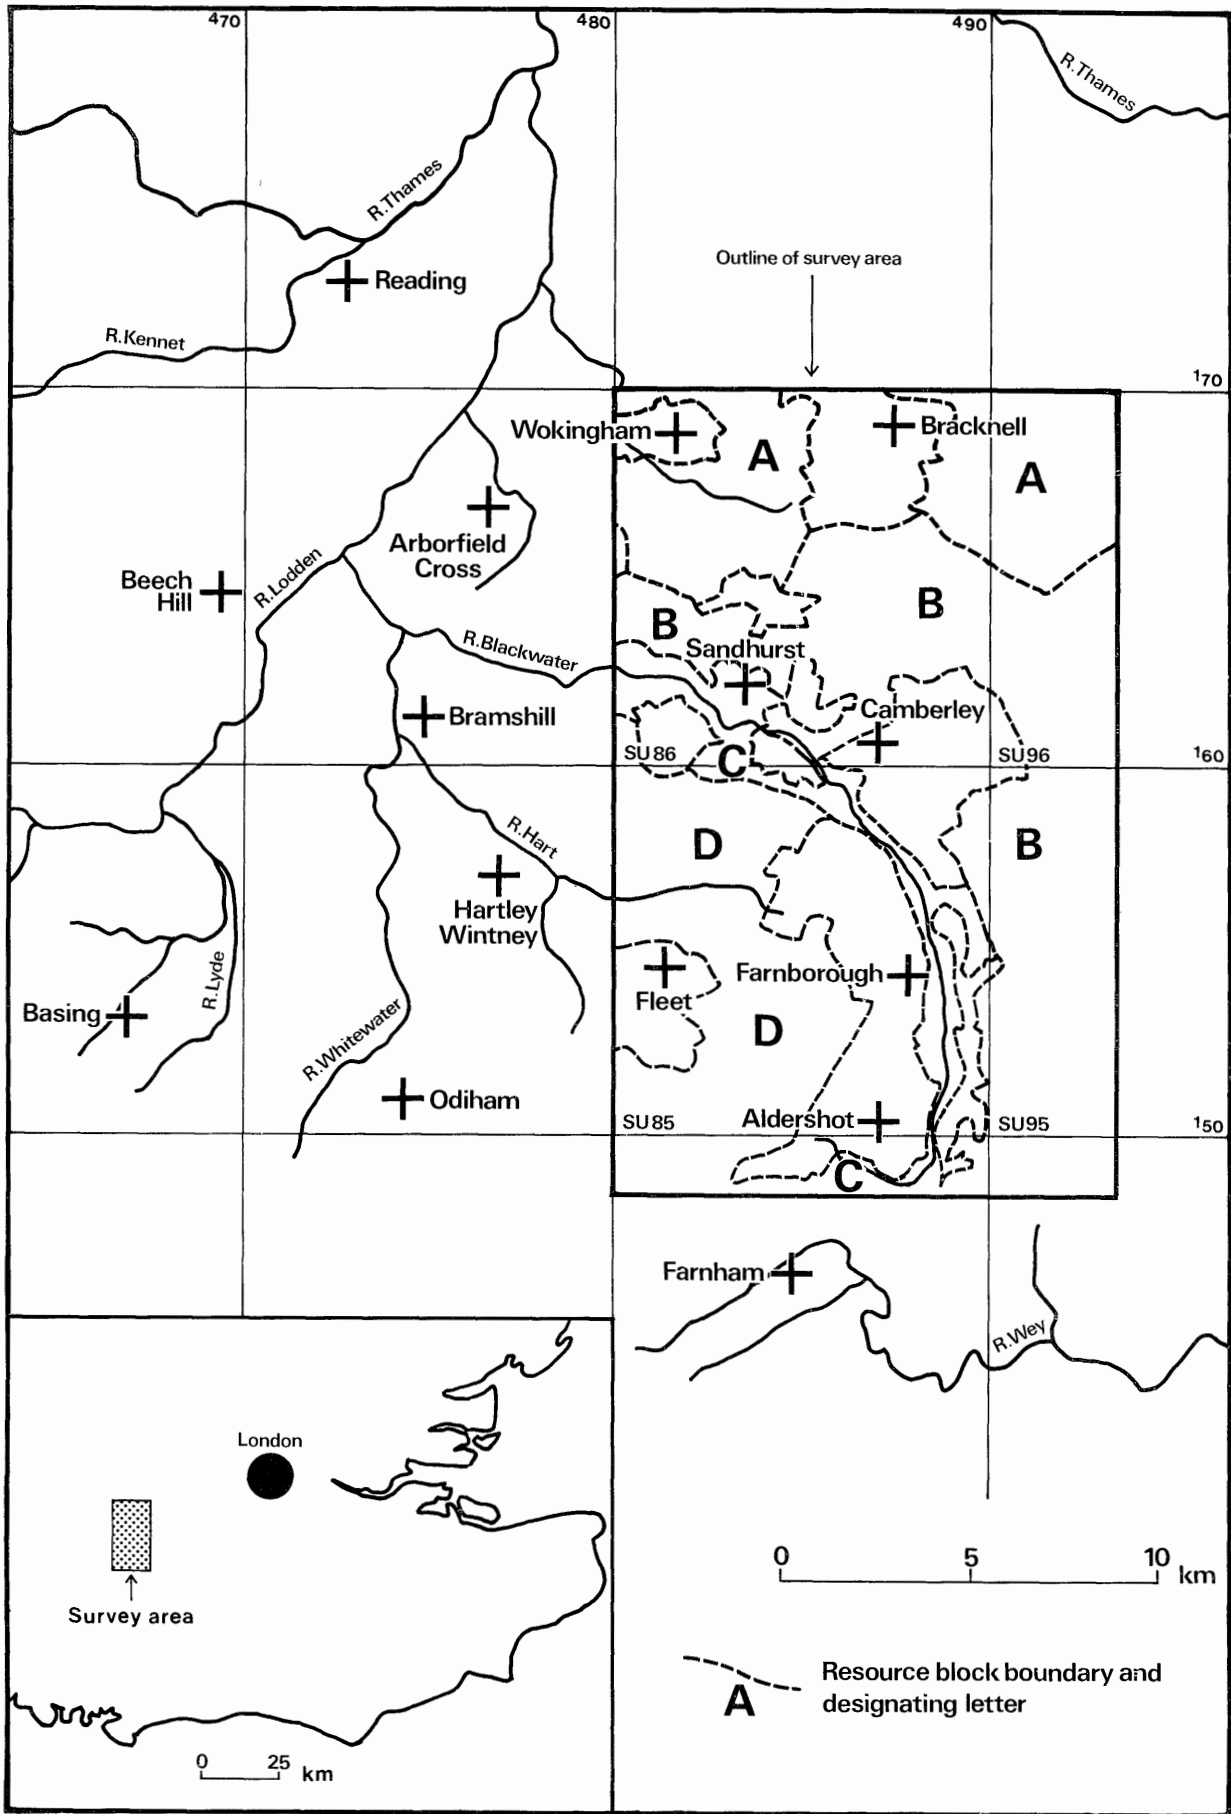 470
480
490
R.Thames
R.Thames
Outline of survey area
Reading
R.Kennet
170
Wokingham
Bracknell
A
A
Arborfield
Cross
Beech
Hill
R.Lodden
B
B
Sandhurst
R.Blackwater
Bramshill
Camberley
SU86
C
SU96
160
R.Hart
D
B
Hartley
Wintney
Farnborough
Fleet
R.Lyde
Basing
D
R.Whitewater
Odiham
SU85
Aldershot
SU95
150
C
Farnham
R.Wey
London
Survey area
0 5 10
km
Resource block boundary and
designating letter
A
0 25
km